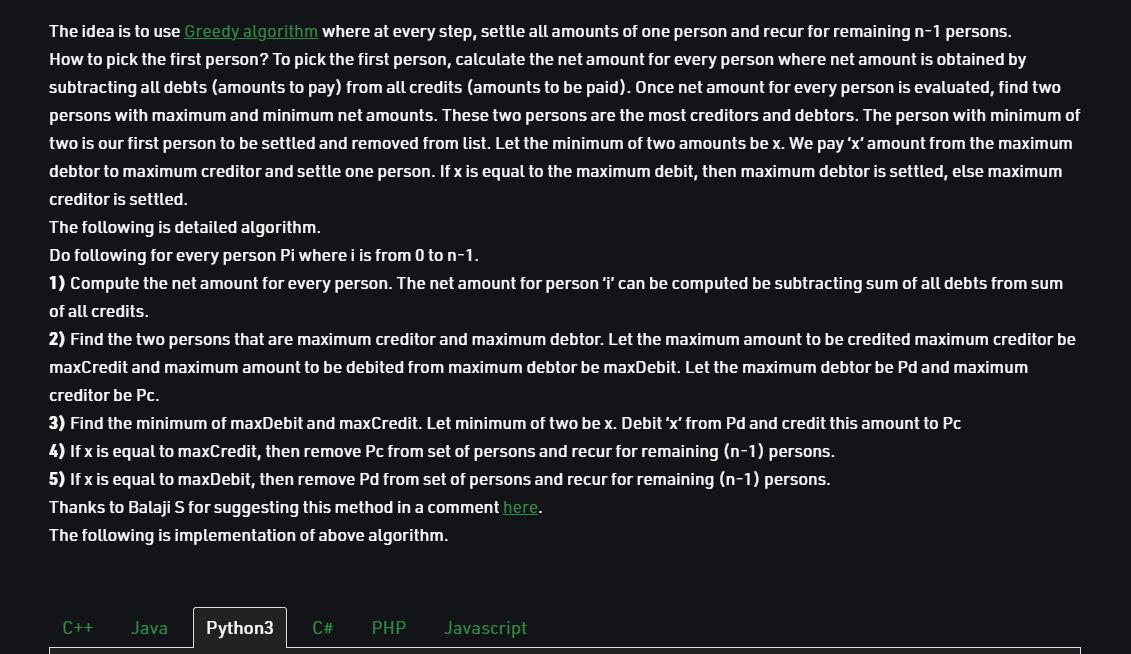 The idea is to use Greedy algorithm where at every step, settle all amounts of one person and recur for remaining n-1 persons.
How to pick the first person? To pick the first person, calculate the net amount for every person where net amount is obtained by
subtracting all debts (amounts to pay) from all credits (amounts to be paid). Once net amount for every person is evaluated, find two
persons with maximum and minimum net amounts. These two persons are the most creditors and debtors. The person with minimum of
two is our first person to be settled and removed from list. Let the minimum of two amounts be x. We pay ‘x’ amount from the maximum
debtor to maximum creditor and settle one person. If x is equal to the maximum debit, then maximum debtor is settled, else maximum
creditor is settled.
The following is detailed algorithm.
Do following for every person Pi where i is from 0 to n-1.
1) Compute the net amount for every person. The net amount for person ‘i’ can be computed be subtracting sum of all debts from sum
of all credits.
2) Find the two persons that are maximum creditor and maximum debtor. Let the maximum amount to be credited maximum creditor be
maxCredit and maximum amount to be debited from maximum debtor be maxDebit. Let the maximum debtor be Pd and maximum
creditor be Pc.
3) Find the minimum of maxDebit and maxCredit. Let minimum of two be x. Debit ‘x’ from Pd and credit this amount to Pc
4) If x is equal to maxCredit, then remove Pc from set of persons and recur for remaining (n-1) persons.
5) If x is equal to maxDebit, then remove Pd from set of persons and recur for remaining (n-1) persons.
Thanks to Balaji S for suggesting this method in a comment here.
The following is implementation of above algorithm.
C++ Java Python3 C# PHP Javascript